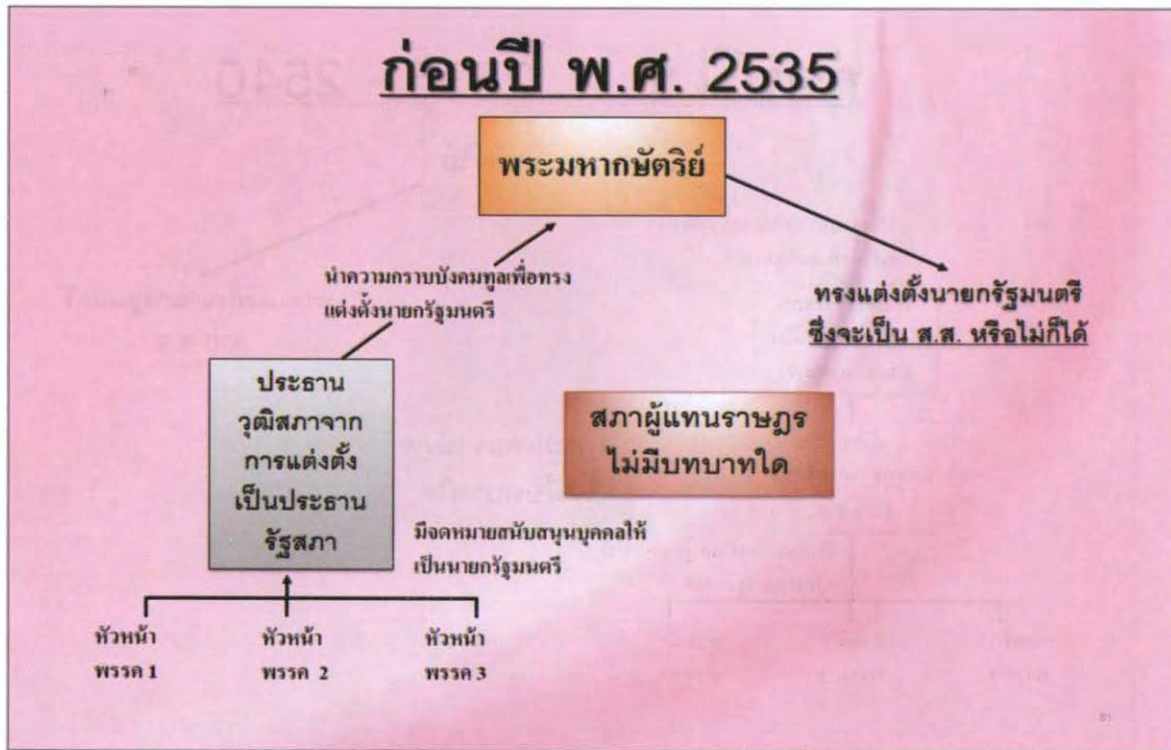 ก่อนปี พ.ศ. 2535
พระมหากษัตริย์
นำความกราบบังคมทูลเพื่อทรง
แต่งตั้งนายกรัฐมนตรี
ทรงแต่งตั้งนายกรัฐมนตรี
ซึ่งจะเป็น ส.ส. หรือไม่ก็ได้
ประธาน
วุฒิสภาจาก
การแต่งตั้ง
เป็นประธาน
รัฐสภา
สภาผู้แทนราษฎร
ไม่มีบทบาทใด
มีจดหมายสนับสนุนบุคคลให้
เป็นนายกรัฐมนตรี
หัวหน้า
พรรค 1
หัวหน้า
พรรค 2
หัวหน้า
พรรค 3